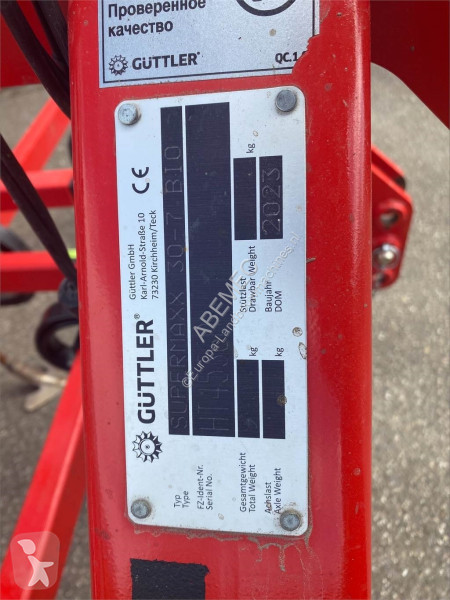 Проверенное
качество
GÜTTLER®
QC.1
GÜTTLER®
Güttler GmbH
Karl-Arnold-Straße 10
73230 Kirchheim/Teck
CE
Typ
Type
SUPERMAXX 30-7 B10
FZ-Ident-Nr.
Serial No.
Gesamtgewicht
Total Weight
kg
Stützlast
Drawbar Weight
kg
Achslast
Axle Weight
kg
Baujahr
DOM
2023